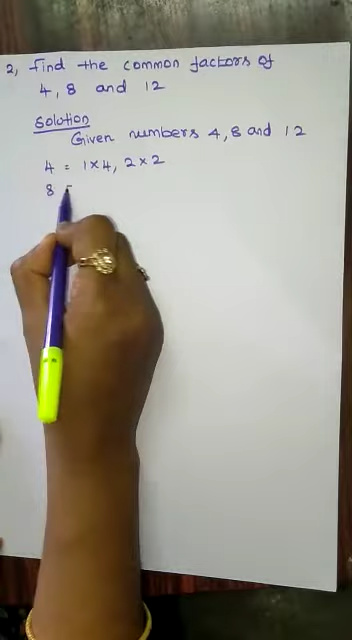 2, Find the common factors of
4, 8 and 12
Solution
Given numbers 4, 8 and 12
4 = 1 × 4, 2 × 2
8 -